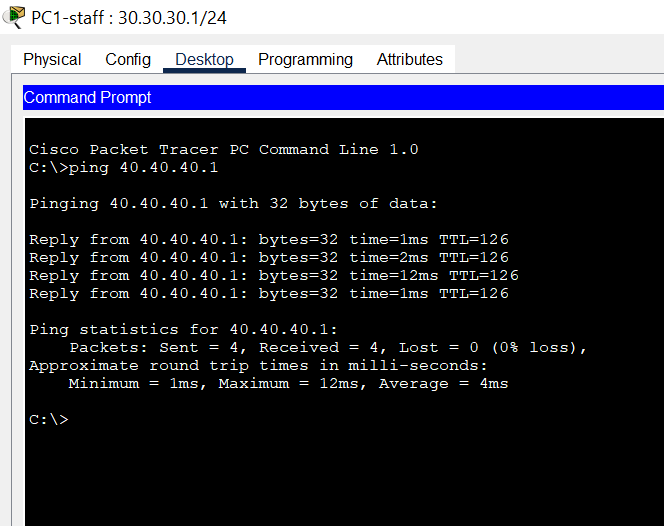 PC1-staff : 30.30.30.1/24
Physical Config Desktop Programming Attributes
Command Prompt
Cisco Packet Tracer PC Command Line 1.0
C:\>ping 40.40.40.1
Pinging 40.40.40.1 with 32 bytes of data:
Reply from 40.40.40.1: bytes=32 time=1ms TTL=126
Reply from 40.40.40.1: bytes=32 time=2ms TTL=126
Reply from 40.40.40.1: bytes=32 time=12ms TTL=126
Reply from 40.40.40.1: bytes=32 time=1ms TTL=126
Ping statistics for 40.40.40.1:
Packets: Sent = 4, Received = 4, Lost = 0 (0% loss),
Approximate round trip times in milli-seconds:
Minimum = 1ms, Maximum = 12ms, Average = 4ms
C:\>